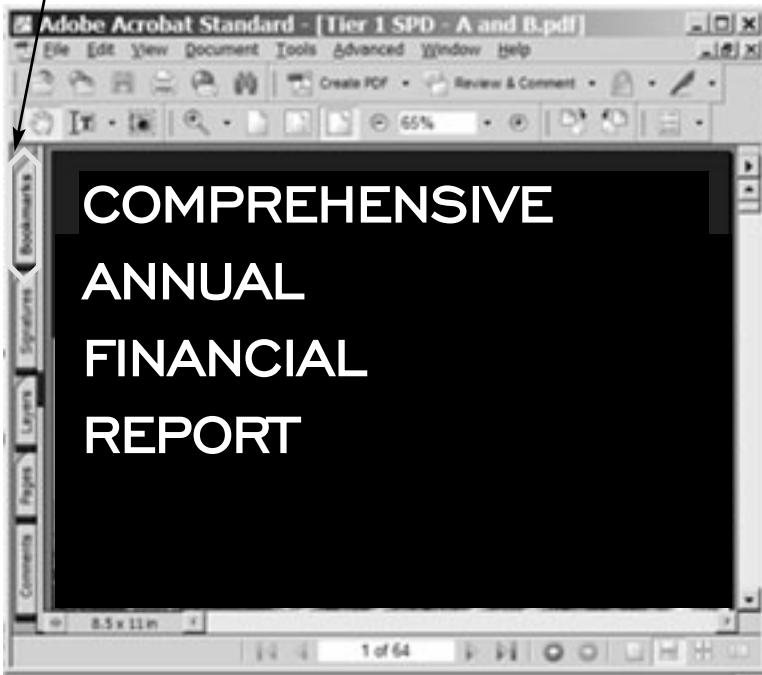 Adobe Acrobat Standard - [Tier 1 SPD - A and B.pdf]
File Edit View Document Tools Advanced Window Help
Create PDF Review & Comment
65%
Bookmarks
Signatures
Layers
Pages
Comments
COMPREHENSIVE
ANNUAL
FINANCIAL
REPORT
8.5 x 11 in
1 of 64